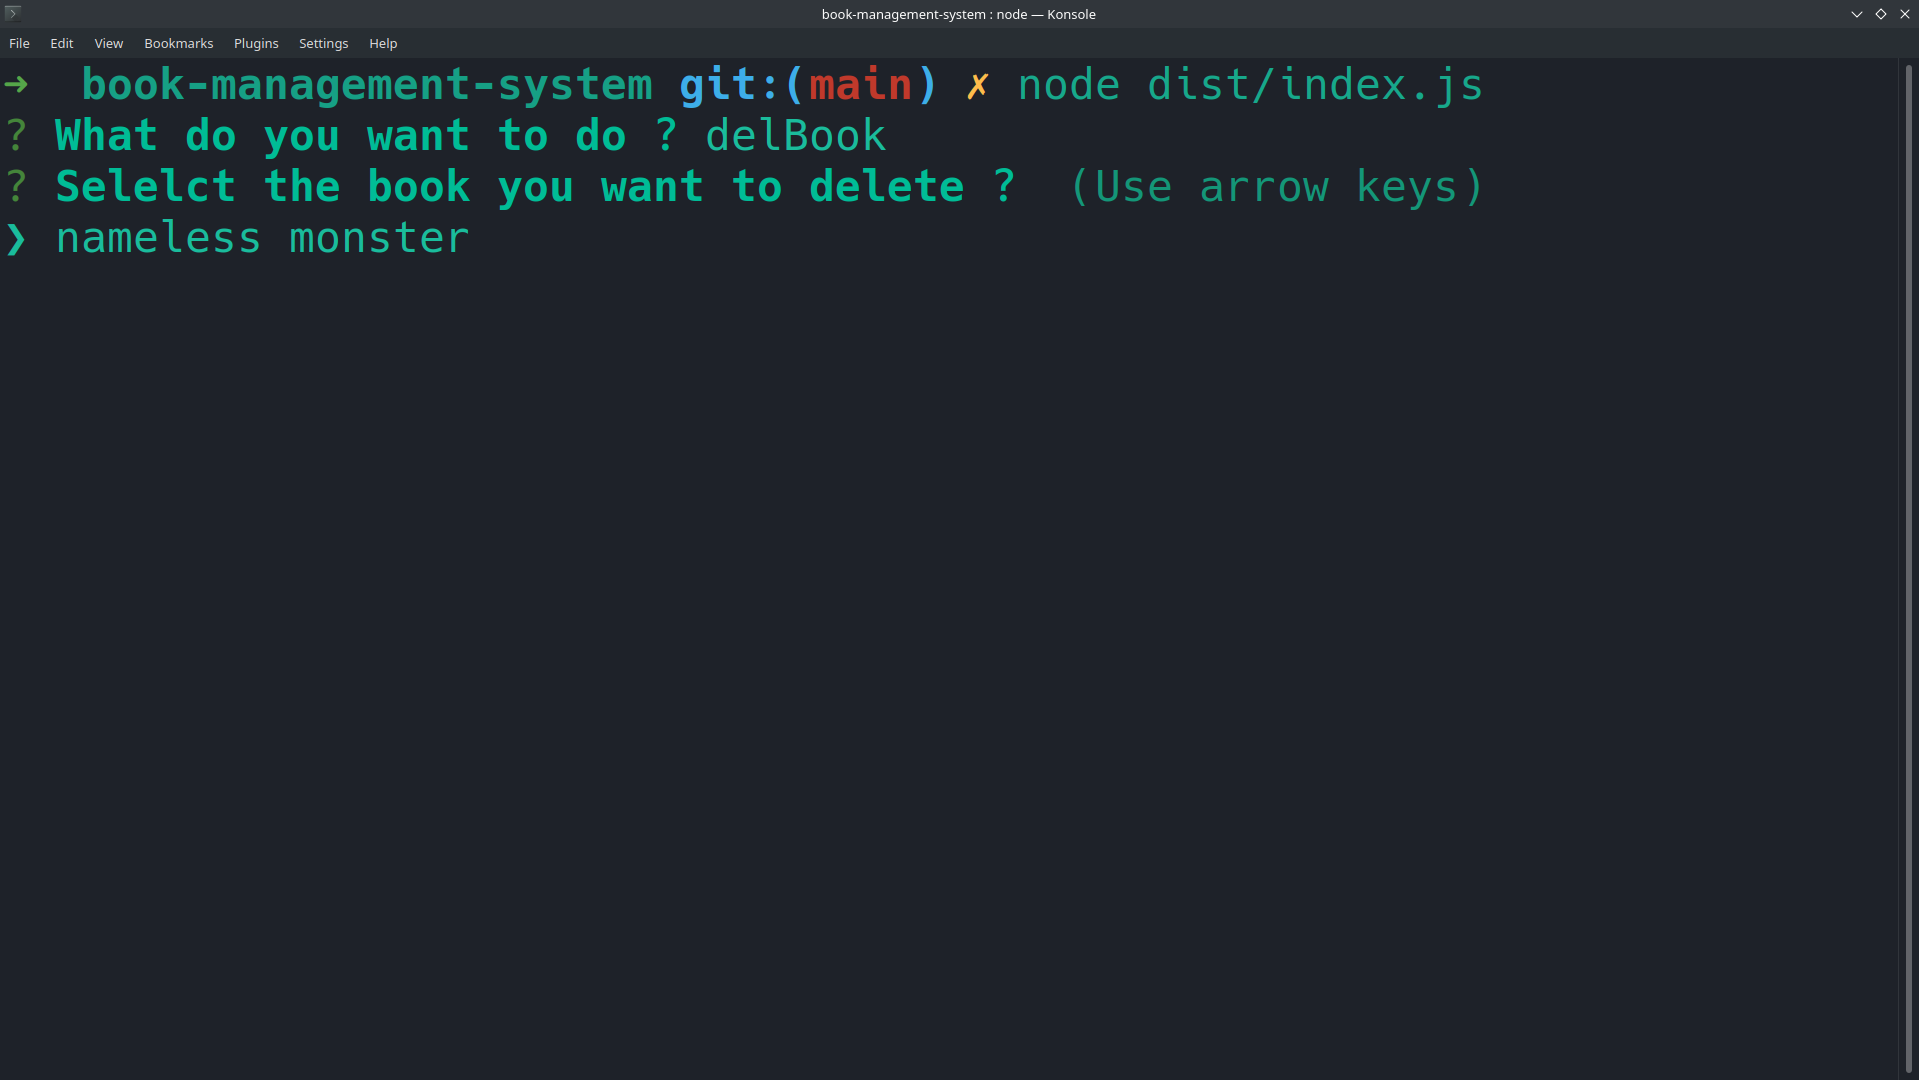 book-management-system : node — Konsole
File Edit View Bookmarks Plugins Settings Help
➜  book-management-system git:(main) ✗ node dist/index.js
? What do you want to do ? delBook
? Selelct the book you want to delete ?  (Use arrow keys)
❯ nameless monster